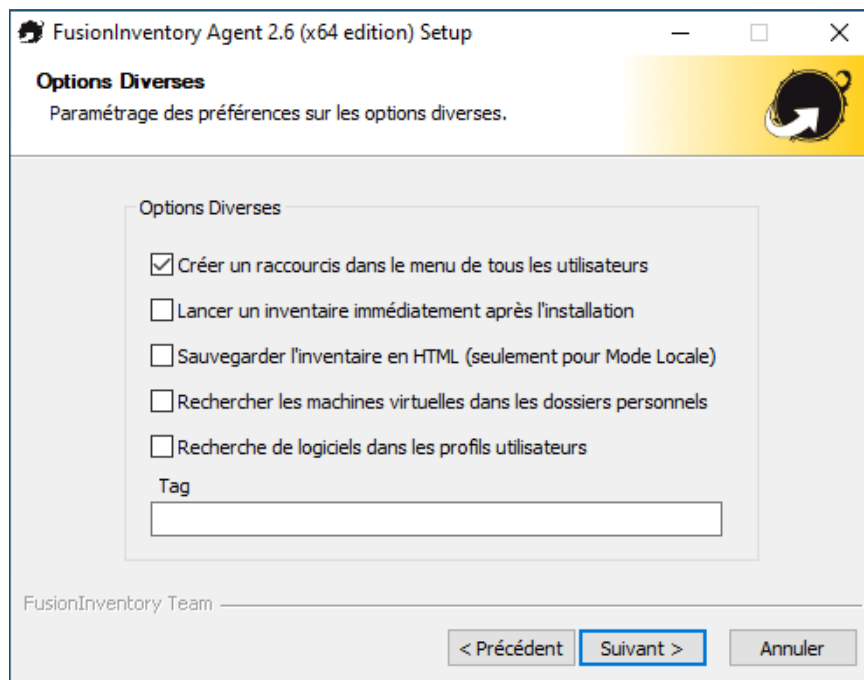 FusionInventory Agent 2.6 (x64 edition) Setup
Options Diverses
Paramétrage des préférences sur les options diverses.
Options Diverses
Créer un raccourcis dans le menu de tous les utilisateurs
Lancer un inventaire immédiatement après l'installation
Sauvegarder l'inventaire en HTML (seulement pour Mode Locale)
Rechercher les machines virtuelles dans les dossiers personnels
Recherche de logiciels dans les profils utilisateurs
Tag
FusionInventory Team
< Précédent Suivant > Annuler